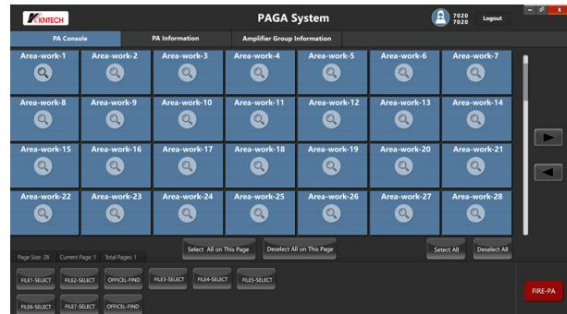 KNTECH
PAGA System
7020
7020
Logout
PA Console
PA Information
Amplifier Group Information
Area-work-1
Area-work-2
Area-work-3
Area-work-4
Area-work-5
Area-work-6
Area-work-7
Area-work-8
Area-work-9
Area-work-10
Area-work-11
Area-work-12
Area-work-13
Area-work-14
Area-work-15
Area-work-16
Area-work-17
Area-work-18
Area-work-19
Area-work-20
Area-work-21
Area-work-22
Area-work-23
Area-work-24
Area-work-25
Area-work-26
Area-work-27
Area-work-28
Page Size: 28 Current Page: 1 Total Pages: 1
Select All on This Page
Deselect All on This Page
Select All
Deselect All
FILE1-SELECT
FILE2-SELECT
OFFICEL-FIND
FILE3-SELECT
FILE4-SELECT
FILE5-SELECT
FILE6-SELECT
FILE7-SELECT
OFFICEL-FIND
FIRE-PA